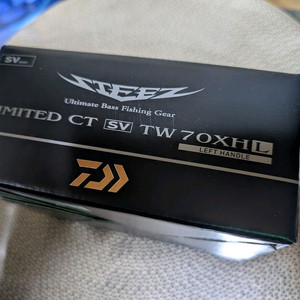 SV
STEEZ
Ultimate Bass Fishing Gear
IMITED CT SV TW 70XHL
LEFT HANDLE